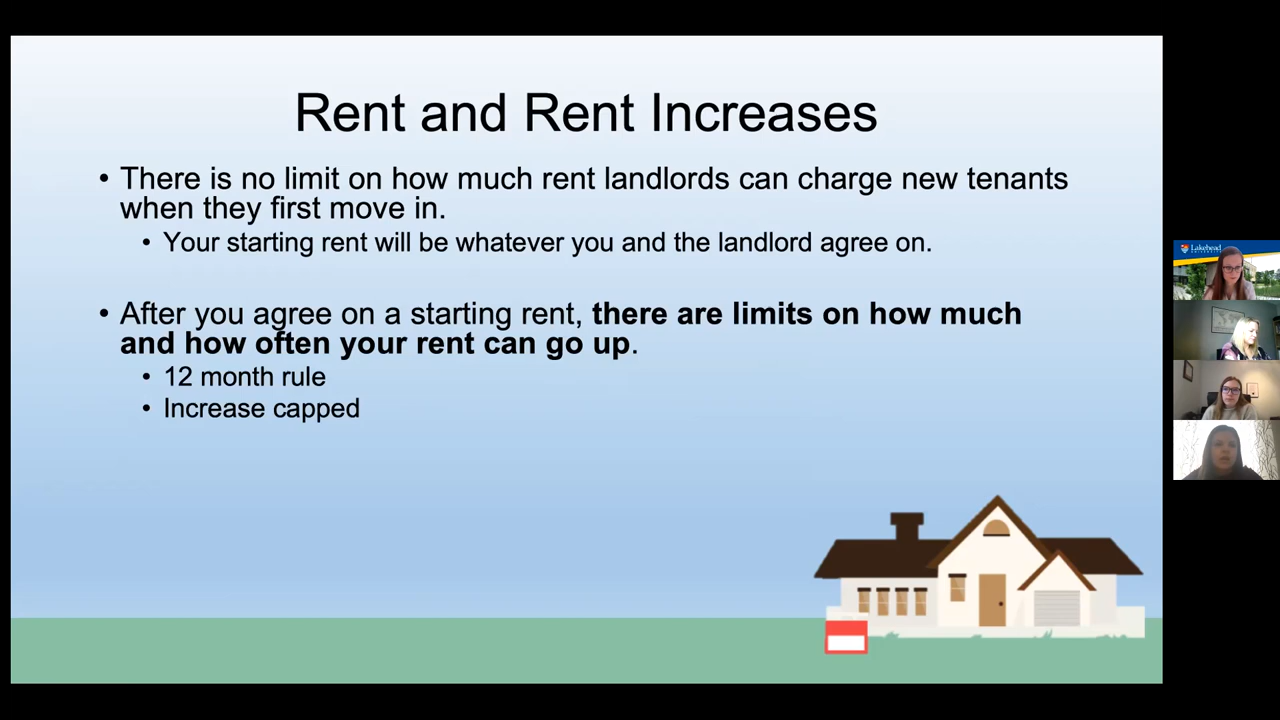 Rent and Rent Increases
• There is no limit on how much rent landlords can charge new tenants
when they first move in.
• Your starting rent will be whatever you and the landlord agree on.
• After you agree on a starting rent, there are limits on how much
and how often your rent can go up.
• 12 month rule
• Increase capped
Lakehead